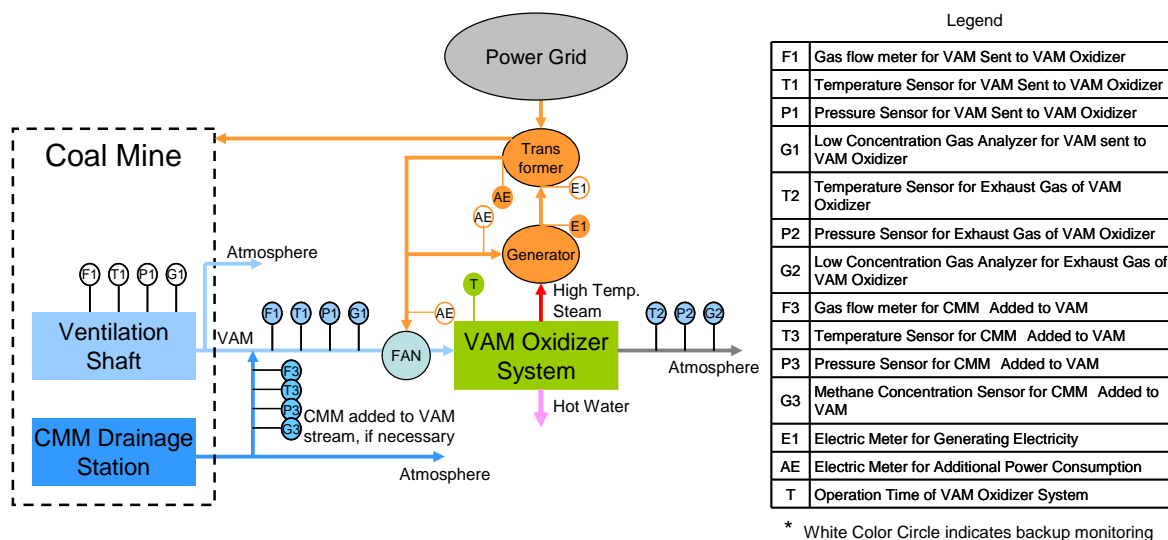 Legend
Power Grid
F1 Gas flow meter for VAM Sent to VAM Oxidizer
T1 Temperature Sensor for VAM Sent to VAM Oxidizer
P1 Pressure Sensor for VAM Sent to VAM Oxidizer
G1 Low Concentration Gas Analyzer for VAM sent to
VAM Oxidizer
T2 Temperature Sensor for Exhaust Gas of VAM
Oxidizer
P2 Pressure Sensor for Exhaust Gas of VAM Oxidizer
G2 Low Concentration Gas Analyzer for Exhaust Gas of
VAM Oxidizer
F3 Gas flow meter for CMM Added to VAM
T3 Temperature Sensor for CMM Added to VAM
P3 Pressure Sensor for CMM Added to VAM
G3 Methane Concentration Sensor for CMM Added to
VAM
E1 Electric Meter for Generating Electricity
AE Electric Meter for Additional Power Consumption
T Operation Time of VAM Oxidizer System
* White Color Circle indicates backup monitoring
Coal Mine
Trans
former
E1
AE
AE
E1
Generator
Atmosphere
F1 T1 P1 G1
Ventilation
Shaft
VAM
F1 T1 P1 G1
AE
FAN
T
High Temp.
Steam
VAM Oxidizer
System
T2 P2 G2
Atmosphere
Hot Water
F3
T3
P3
G3
CMM added to VAM
stream, if necessary
CMM Drainage
Station
Atmosphere